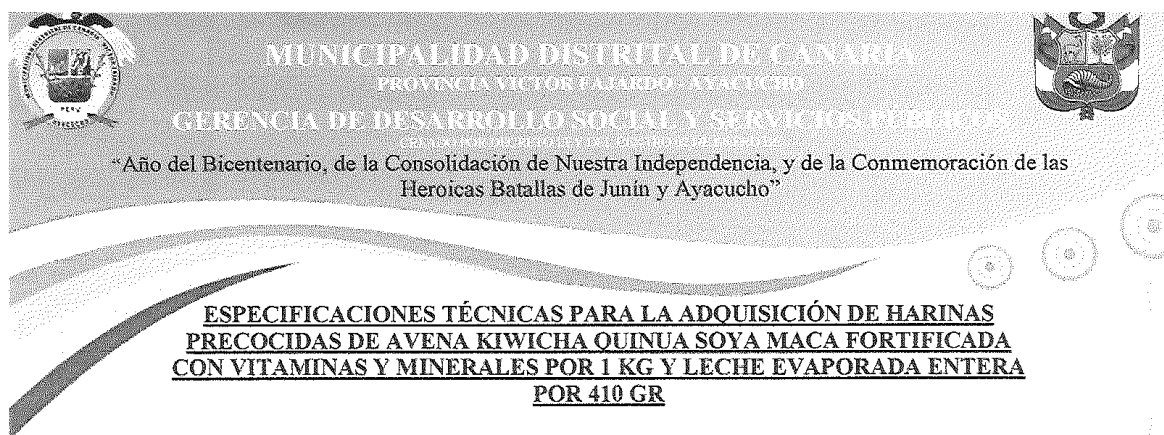 MUNICIPALIDAD DISTRITAL DE CANARIA
PROVINCIA VICTOR FAJARDO - AYACUCHO
GERENCIA DE DESARROLLO SOCIAL Y SERVICIOS PUBLICOS
"Año del Bicentenario, de la Consolidación de Nuestra Independencia, y de la Conmemoración de las
Heroicas Batallas de Junín y Ayacucho"
PERU
AYACUCHO
ESPECIFICACIONES TÉCNICAS PARA LA ADQUISICIÓN DE HARINAS
PRECOCIDAS DE AVENA KIWICHA QUINUA SOYA MACA FORTIFICADA
CON VITAMINAS Y MINERALES POR 1 KG Y LECHE EVAPORADA ENTERA
POR 410 GR